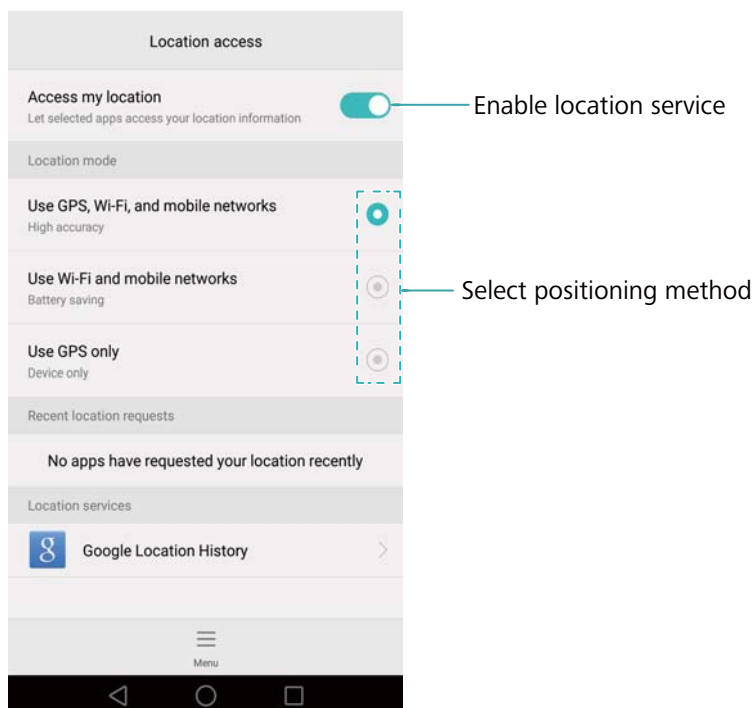 Location access
Access my location
Let selected apps access your location information
Enable location service
Location mode
Use GPS, Wi-Fi, and mobile networks
High accuracy
Use Wi-Fi and mobile networks
Battery saving
Select positioning method
Use GPS only
Device only
Recent location requests
No apps have requested your location recently
Location services
g Google Location History
Menu